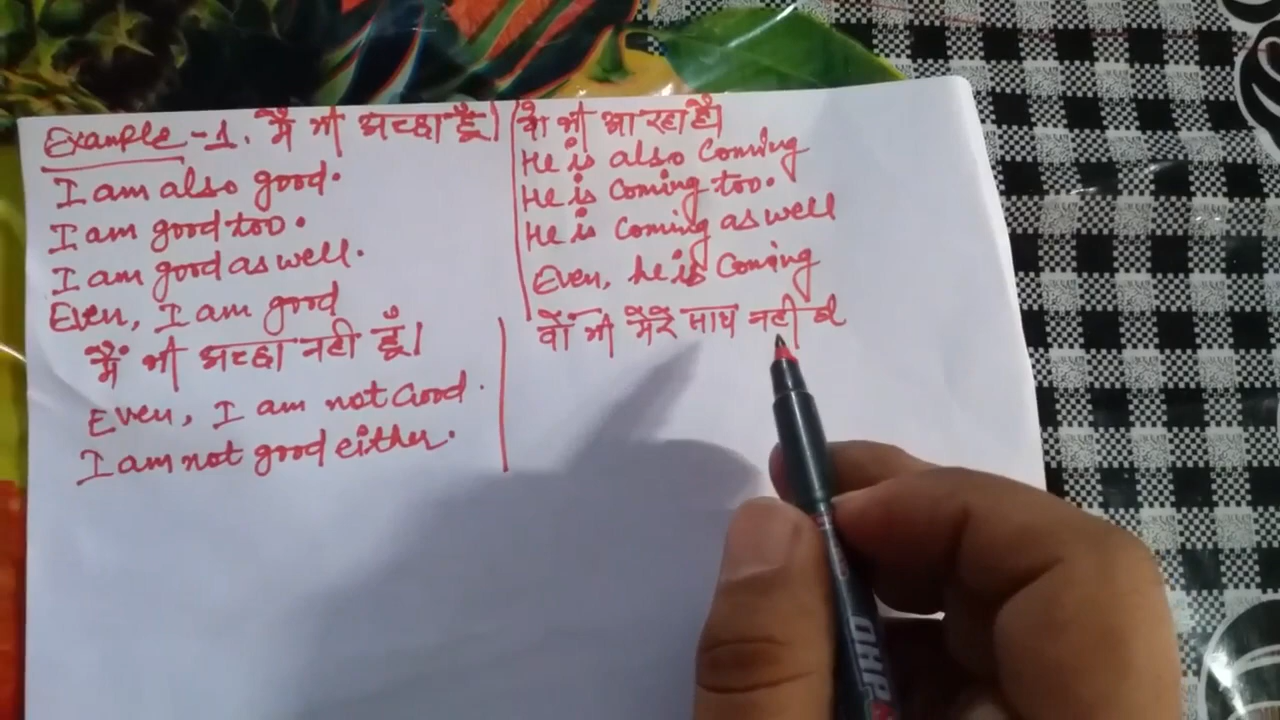 Example-1. मैं भी अच्छा हूँ।
I am also good.
I am good too.
I am good as well.
Even, I am good
मैं भी अच्छा नही हूँ।
Even, I am not Good.
I am not good either.
वो भी आ रहा है।
He is also Coming
He is Coming too.
He is Coming as well
Even, he is Coming
वो भी मेरे साथ नही
OHP